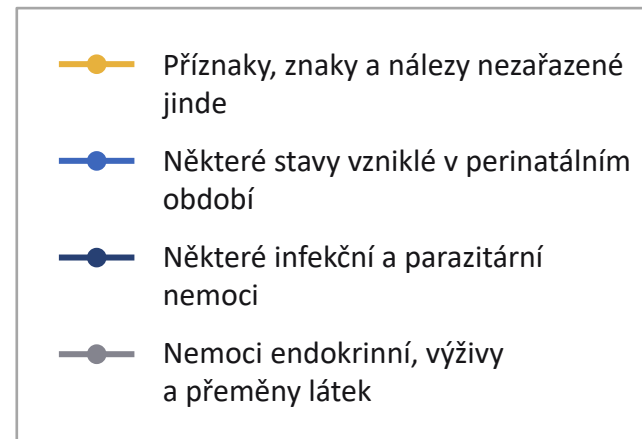 Příznaky, znaky a nálezy nezařazené
jinde
Některé stavy vzniklé v perinatálním
období
Některé infekční a parazitární
nemoci
Nemoci endokrinní, výživy
a přeměny látek